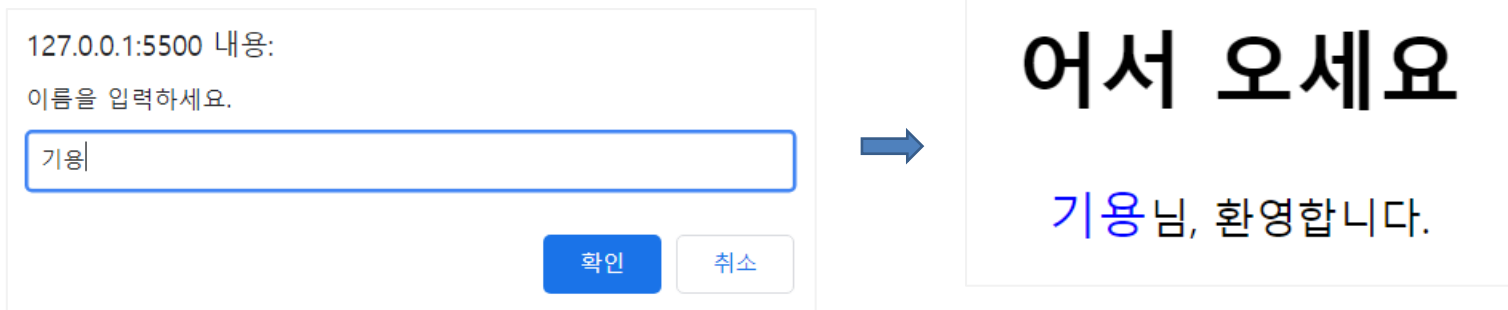 127.0.0.1:5500 내용:
이름을 입력하세요.
기용
확인 취소
어서 오세요
기용님, 환영합니다.